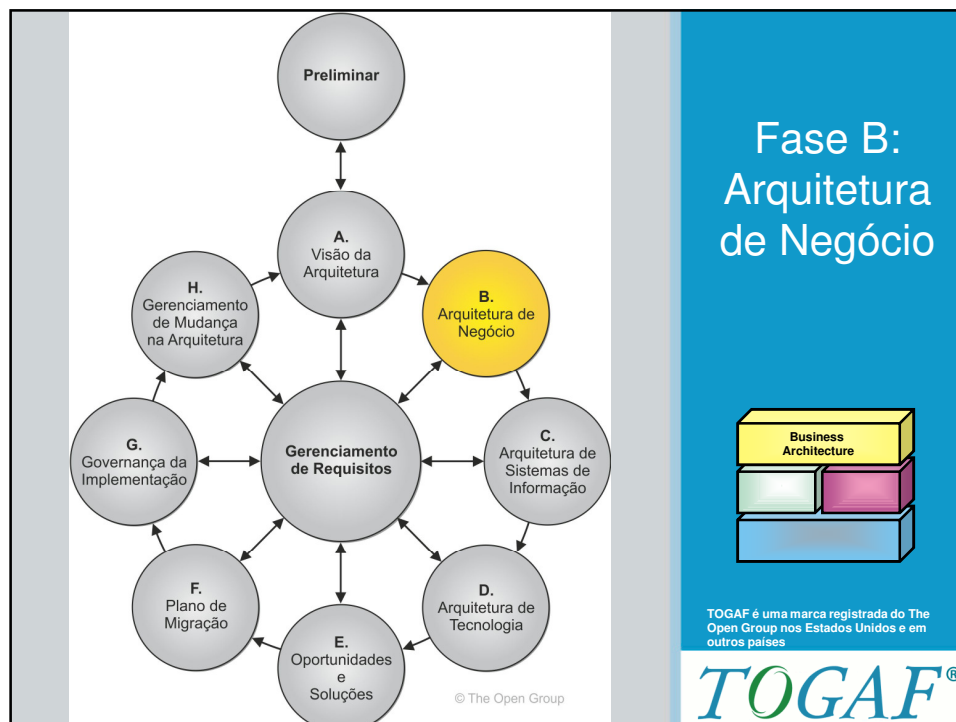 Preliminar
A.
Visão da
Arquitetura
B.
Arquitetura de
Negócio
H.
Gerenciamento
de Mudança
na Arquitetura
G.
Governança da
Implementação
Gerenciamento
de Requisitos
C.
Arquitetura de
Sistemas de
Informação
F.
Plano de
Migração
D.
Arquitetura de
Tecnologia
E.
Oportunidades
e
Soluções
© The Open Group
Fase B:
Arquitetura
de Negócio
Business
Architecture
TOGAF é uma marca registrada do The
Open Group nos Estados Unidos e em
outros países
TOGAF®